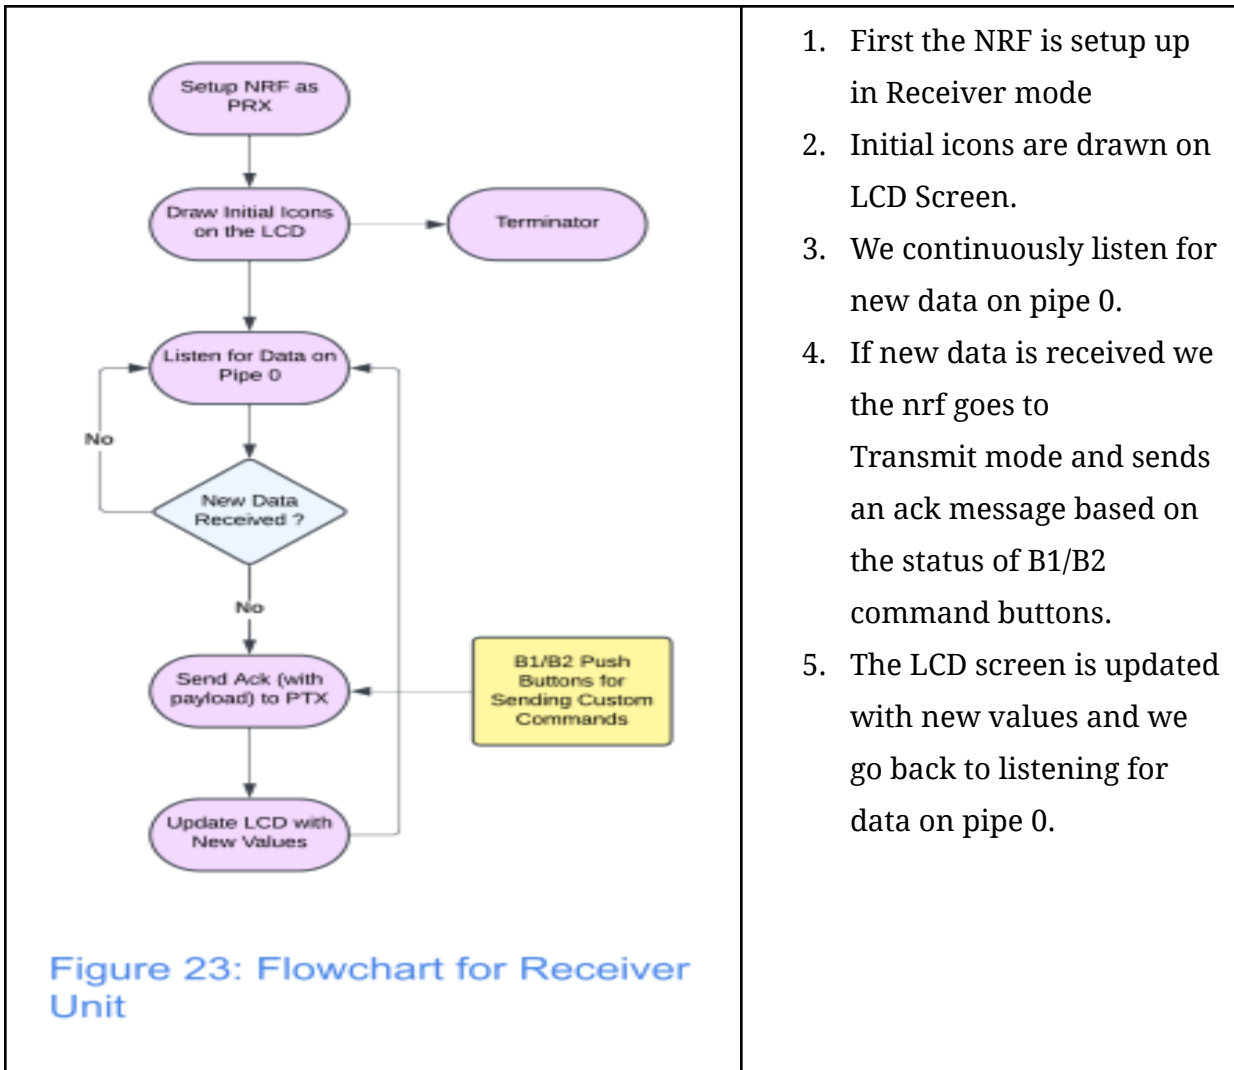 Setup NRF as
PRX
Draw Initial Icons
on the LCD
Terminator
Listen for Data on
Pipe 0
No
New Data
Received ?
No
Send Ack (with
payload) to PTX
B1/B2 Push
Buttons for
Sending Custom
Commands
Update LCD with
New Values
Figure 23: Flowchart for Receiver
Unit
1. First the NRF is setup up
in Receiver mode
2. Initial icons are drawn on
LCD Screen.
3. We continuously listen for
new data on pipe 0.
4. If new data is received we
the nrf goes to
Transmit mode and sends
an ack message based on
the status of B1/B2
command buttons.
5. The LCD screen is updated
with new values and we
go back to listening for
data on pipe 0.